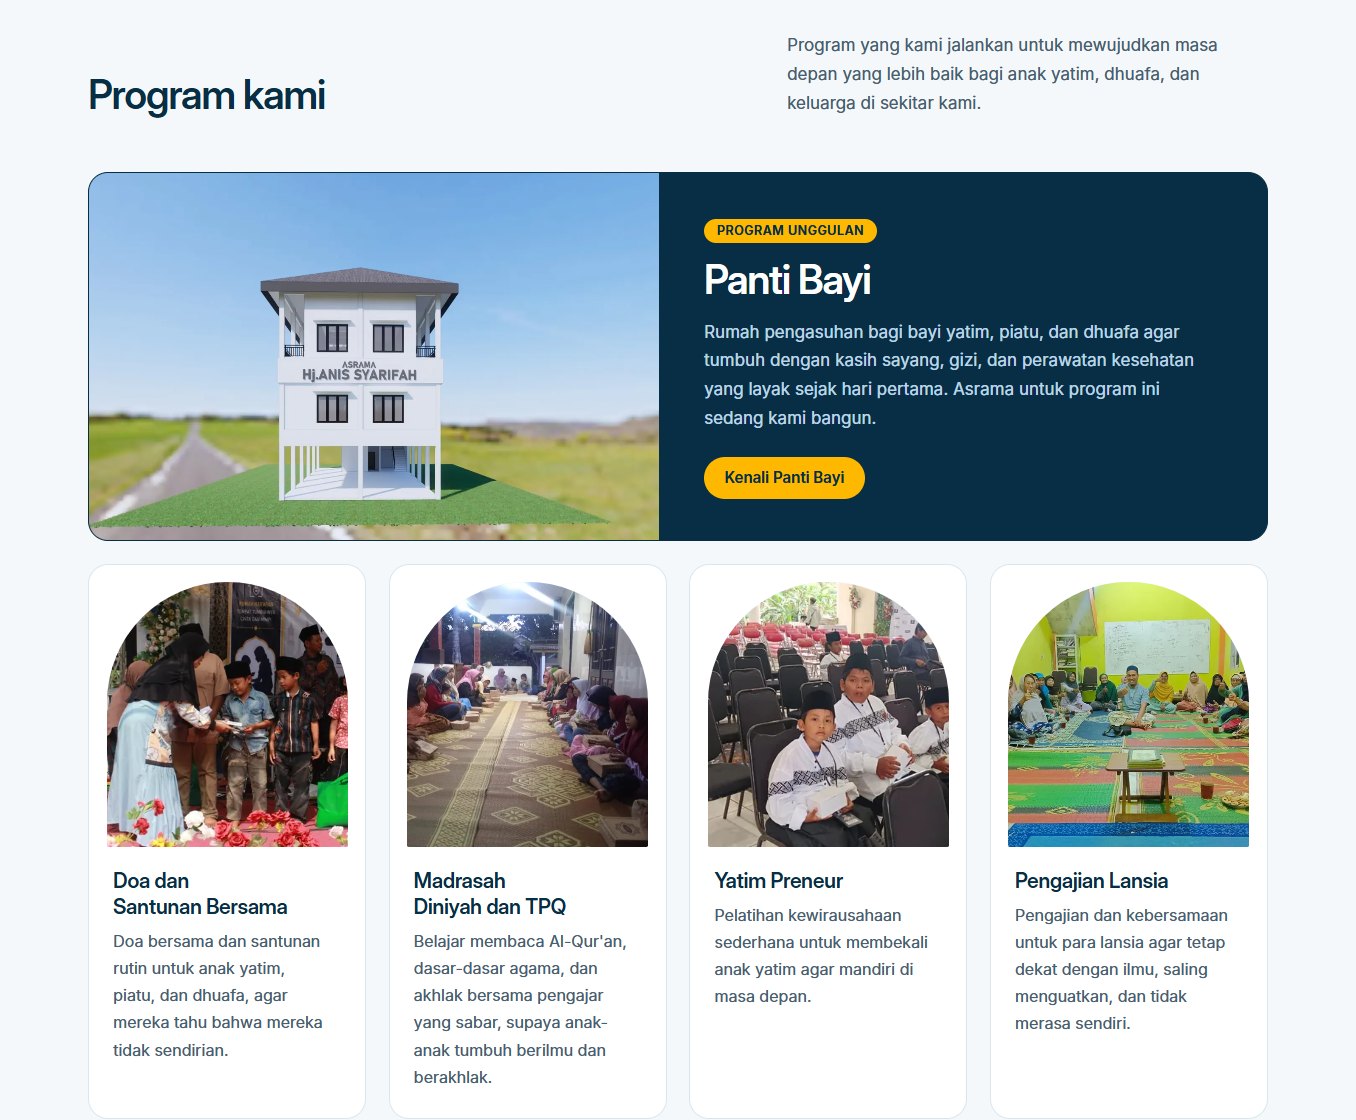 Program kami
Program yang kami jalankan untuk mewujudkan masa
depan yang lebih baik bagi anak yatim, dhuafa, dan
keluarga di sekitar kami.
ASRAMA
Hj.ANIS SYARIFAH
PROGRAM UNGGULAN
Panti Bayi
Rumah pengasuhan bagi bayi yatim, piatu, dan dhuafa agar
tumbuh dengan kasih sayang, gizi, dan perawatan kesehatan
yang layak sejak hari pertama. Asrama untuk program ini
sedang kami bangun.
Kenali Panti Bayi
Doa dan
Santunan Bersama
Doa bersama dan santunan
rutin untuk anak yatim,
piatu, dan dhuafa, agar
mereka tahu bahwa mereka
tidak sendirian.
Madrasah
Diniyah dan TPQ
Belajar membaca Al-Qur'an,
dasar-dasar agama, dan
akhlak bersama pengajar
yang sabar, supaya anak-
anak tumbuh berilmu dan
berakhlak.
Yatim Preneur
Pelatihan kewirausahaan
sederhana untuk membekali
anak yatim agar mandiri di
masa depan.
Pengajian Lansia
Pengajian dan kebersamaan
untuk para lansia agar tetap
dekat dengan ilmu, saling
menguatkan, dan tidak
merasa sendiri.